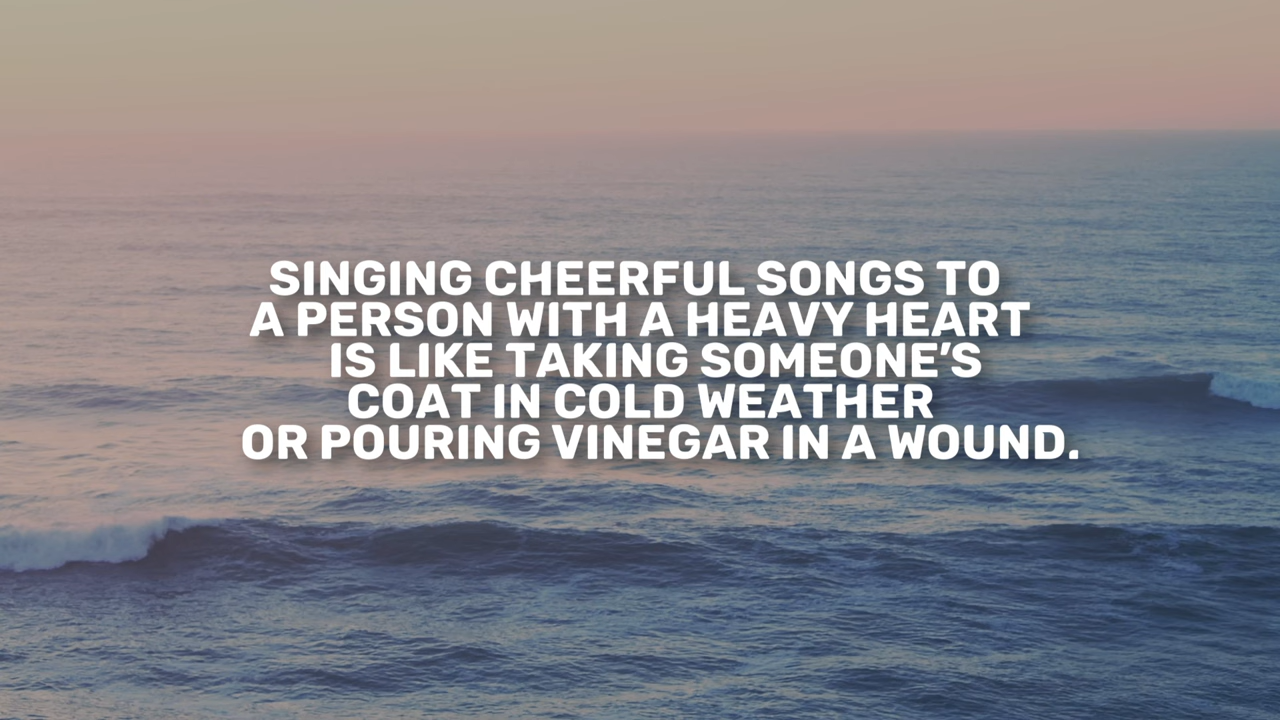 SINGING CHEERFUL SONGS TO
A PERSON WITH A HEAVY HEART
IS LIKE TAKING SOMEONE’S
COAT IN COLD WEATHER
OR POURING VINEGAR IN A WOUND.